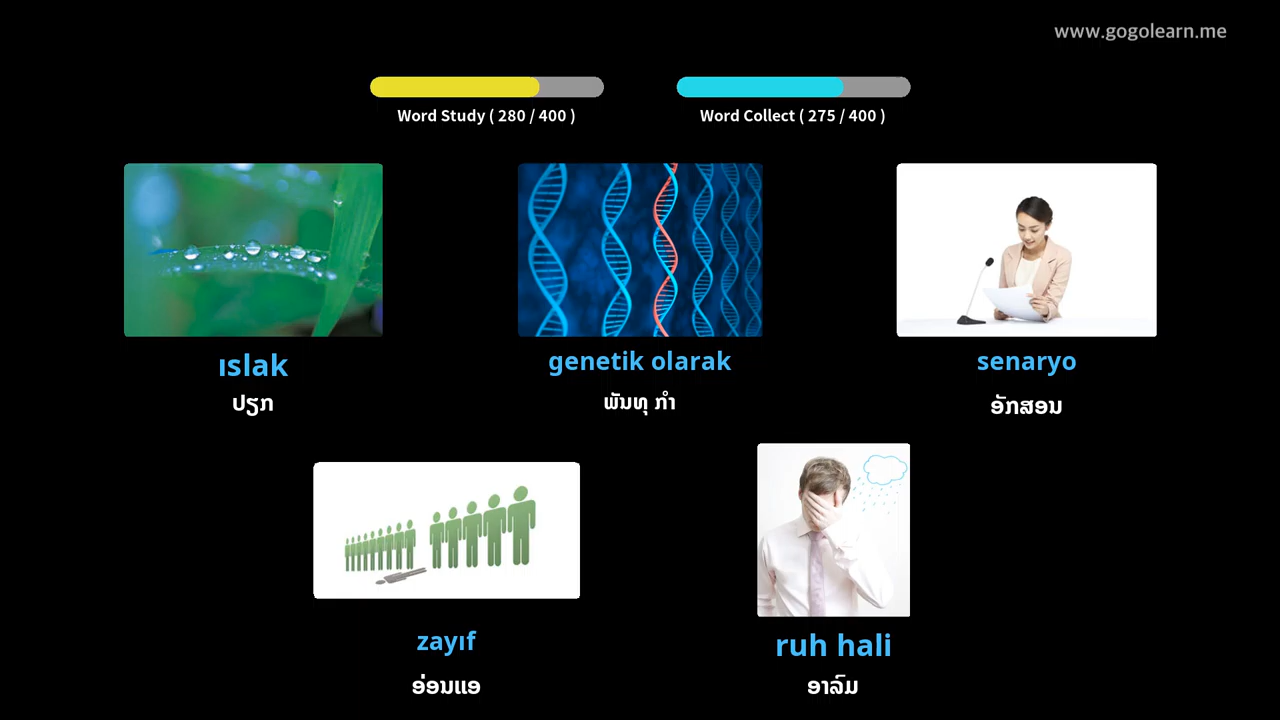 www.gogolearn.me
Word Study ( 280 / 400 )
Word Collect ( 275 / 400 )
ıslak
ປຽກ
genetik olarak
ພັນທຸ ກຳ
senaryo
ອັກສອນ
zayıf
ອ່ອນແອ
ruh hali
ອາລົມ